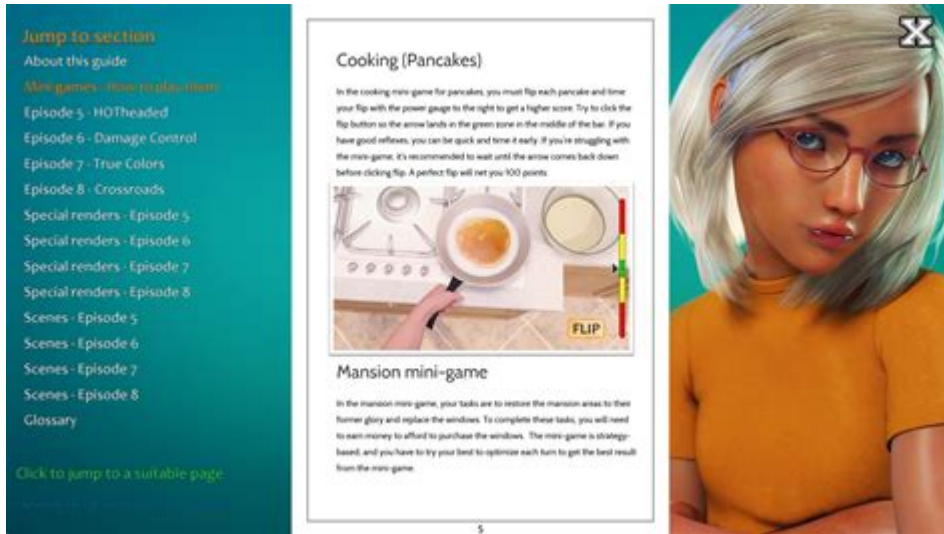 Jump to section
About this guide
Mini-games - How to play them
Episode 5 - HOTheaded
Episode 6 - Damage Control
Episode 7 - True Colors
Episode 8 - Crossroads
Special renders - Episode 5
Special renders - Episode 6
Special renders - Episode 7
Special renders - Episode 8
Scenes - Episode 5
Scenes - Episode 6
Scenes - Episode 7
Scenes - Episode 8
Glossary
Click to jump to a suitable page
Cooking (Pancakes)
In the cooking mini-game for pancakes, you must flip each pancake and time
your flip with the power gauge to the right to get a higher score. Try to click the
flip button so the arrow lands in the green zone in the middle of the bar. If you
have good reflexes, you can be quick and time it early. If you're struggling with
the mini-game, it's recommended to wait until the arrow comes back down
before clicking flip. A perfect flip will net you 100 points.
FLIP
Mansion mini-game
In the mansion mini-game, your tasks are to restore the mansion areas to their
former glory and replace the windows. To complete these tasks, you will need
to earn money to afford to purchase the windows. The mini-game is strategy-
based, and you have to try your best to optimize each turn to get the best result
from the mini-game.
5
X